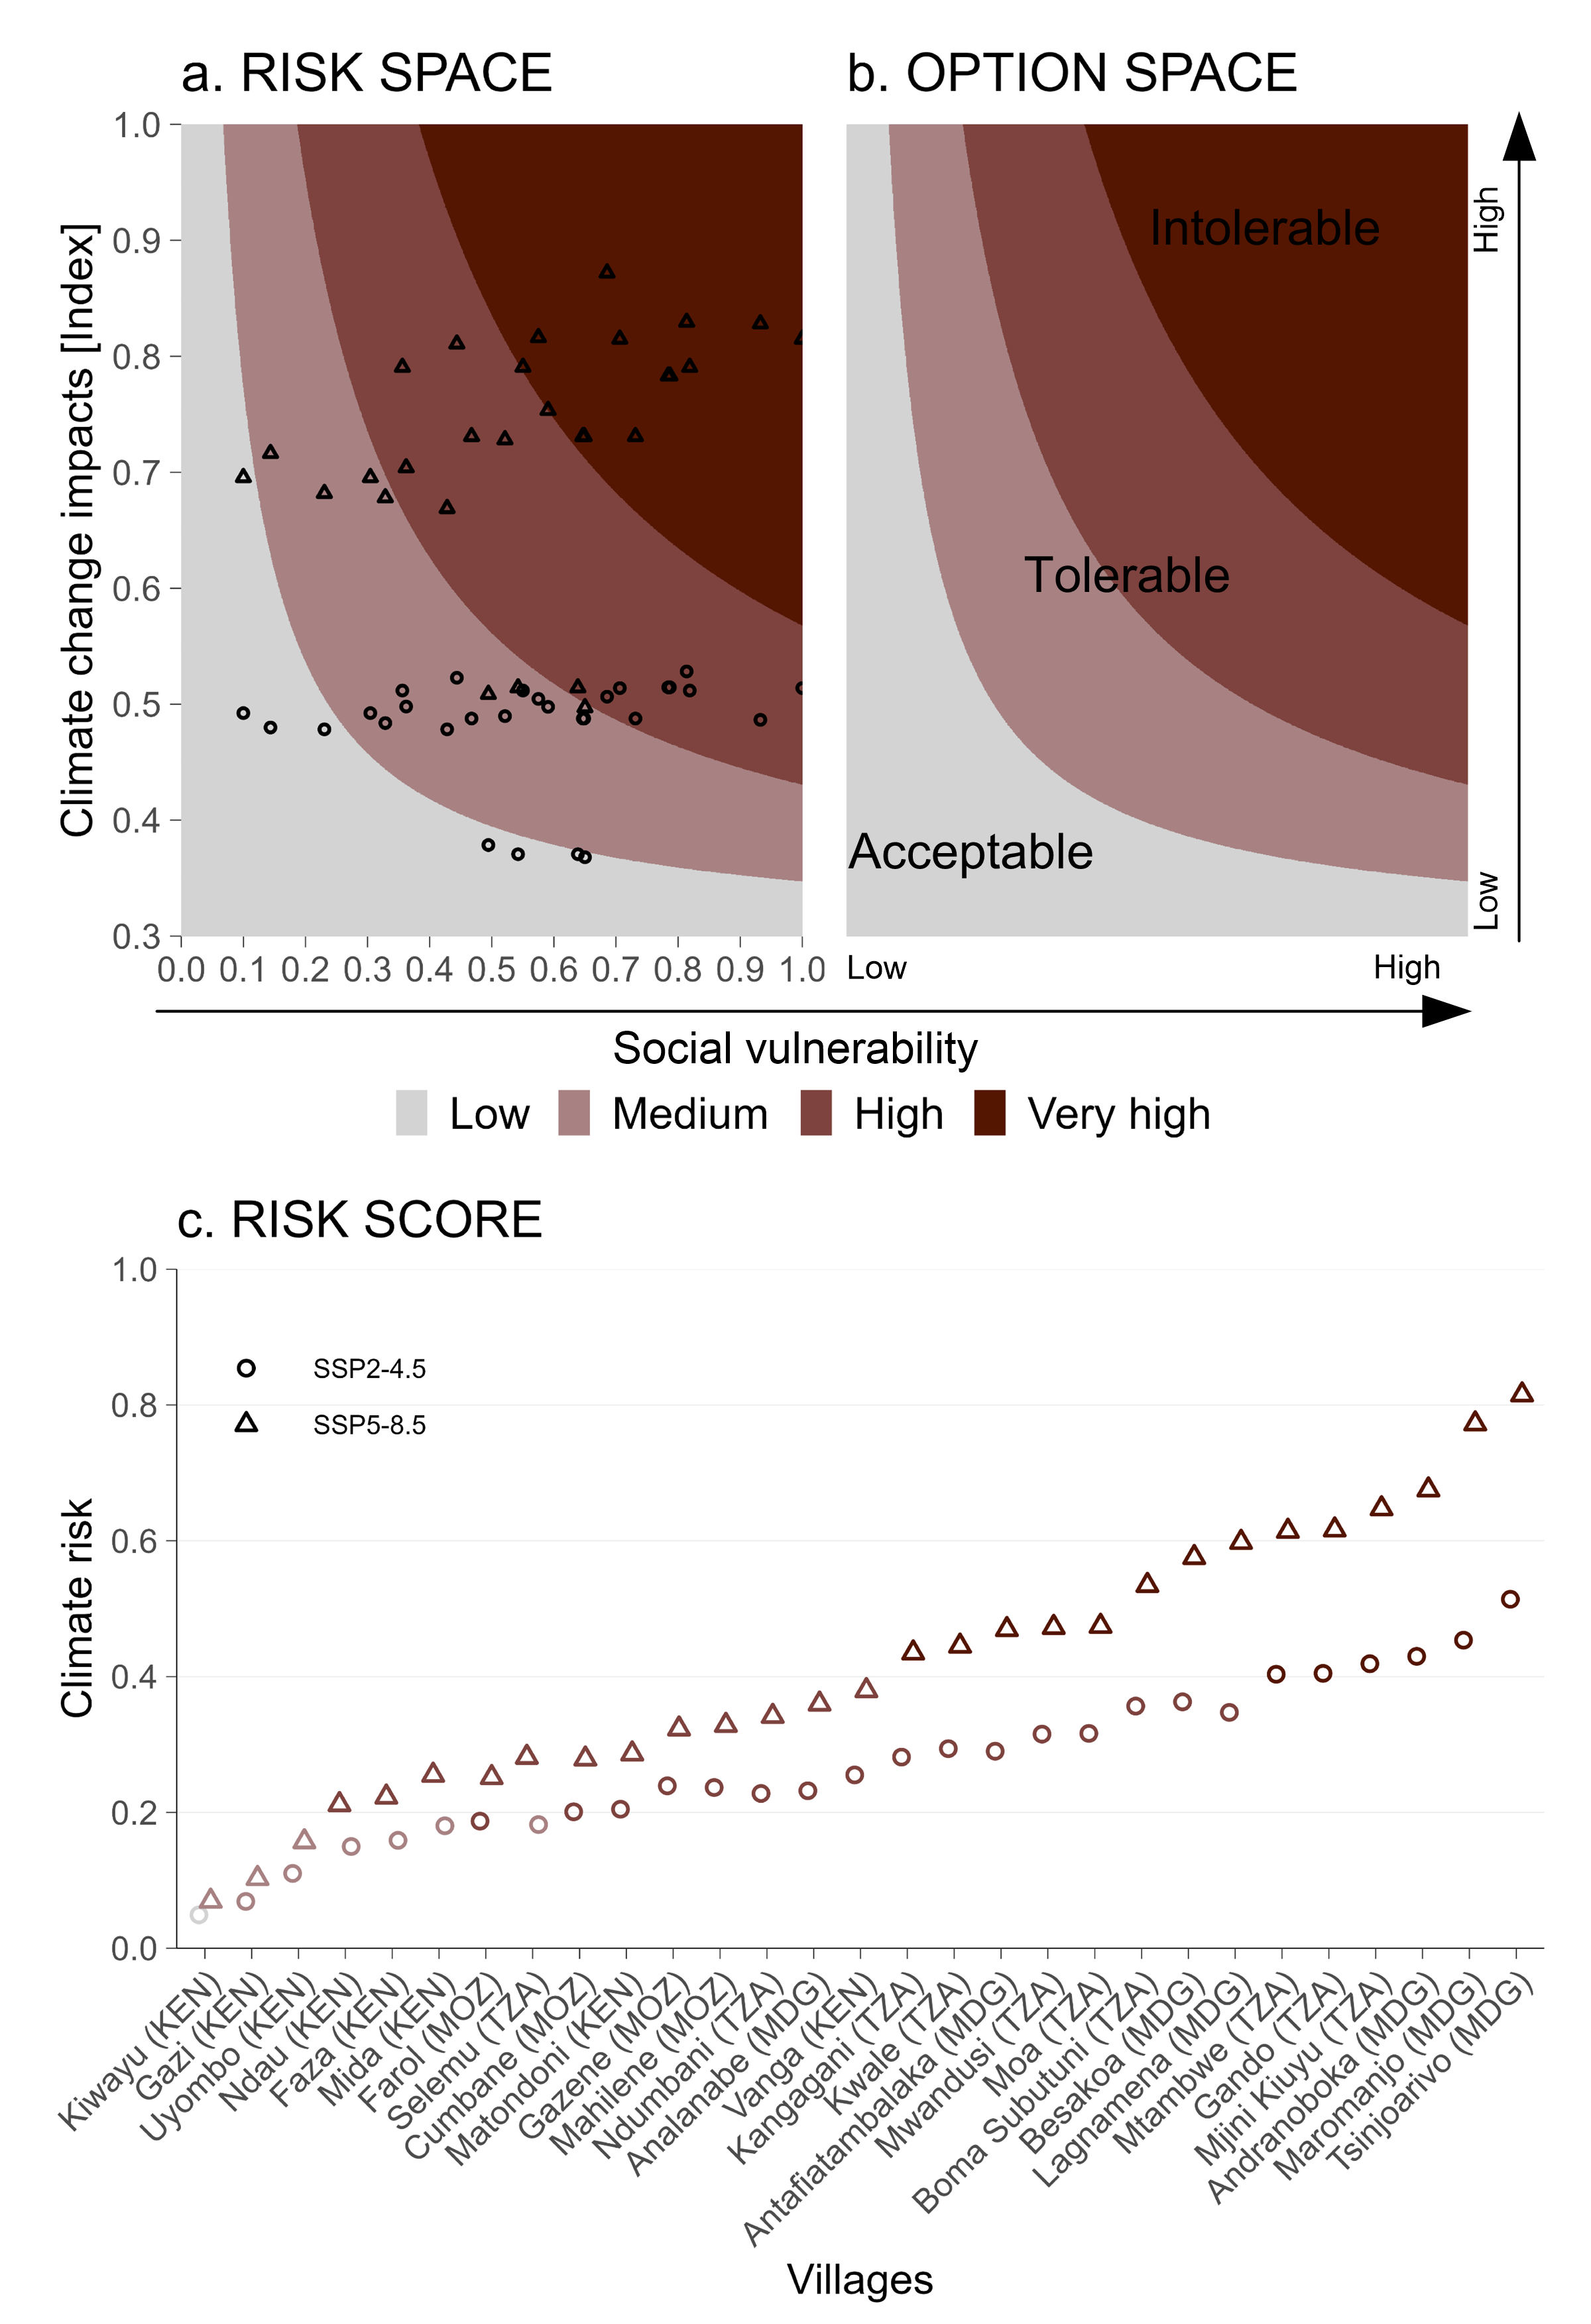 a. RISK SPACE
b. OPTION SPACE
Climate change impacts [Index]
1.0
0.9
0.8
0.7
0.6
0.5
0.4
0.3
0.0 0.1 0.2 0.3 0.4 0.5 0.6 0.7 0.8 0.9 1.0
Intolerable
Tolerable
Acceptable
High
Low
Low High
Social vulnerability
Low Medium High Very high
c. RISK SCORE
Climate risk
1.0
0.8
0.6
0.4
0.2
0.0
SSP2-4.5
SSP5-8.5
Kiwayu (KEN)
Gazi (KEN)
Uyombo (KEN)
Ndau (KEN)
Faza (KEN)
Mida (KEN)
Farol (MOZ)
Selemu (TZA)
Cumbane (MOZ)
Matondoni (KEN)
Gazene (MOZ)
Mahilene (MOZ)
Ndumbani (TZA)
Analanabe (MDG)
Vanga (KEN)
Kangagani (TZA)
Kwale (TZA)
Antafiatambalaka (MDG)
Mwandusi (TZA)
Moa (TZA)
Boma Subutuni (TZA)
Besakoa (MDG)
Lagnamena (MDG)
Mtambwe (TZA)
Gando (TZA)
Mjini Kiuyu (TZA)
Andranoboka (MDG)
Maromanjo (MDG)
Tsinjoarivo (MDG)
Villages